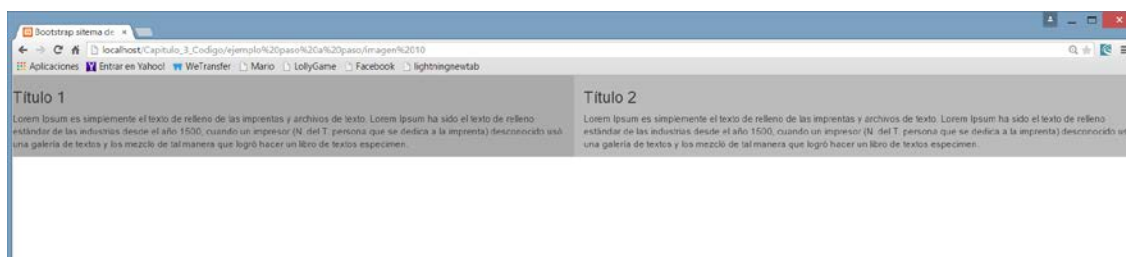 Bootstrap sitema de
localhost/Capitulo_3_Codigo/ejemplo%20paso%20a%20paso/imagen%2010
Aplicaciones Entrar en Yahoo! WeTransfer Mario LollyGame Facebook lightningnewtab
Título 1
Lorem Ipsum es simplemente el texto de relleno de las imprentas y archivos de texto. Lorem Ipsum ha sido el texto de relleno
estándar de las industrias desde el año 1500, cuando un impresor (N. del T. persona que se dedica a la imprenta) desconocido usó
una galería de textos y los mezcló de tal manera que logró hacer un libro de textos especimen.
Título 2
Lorem Ipsum es simplemente el texto de relleno de las imprentas y archivos de texto. Lorem Ipsum ha sido el texto de relleno
estándar de las industrias desde el año 1500, cuando un impresor (N. del T. persona que se dedica a la imprenta) desconocido
una galería de textos y los mezcló de tal manera que logró hacer un libro de textos especimen.